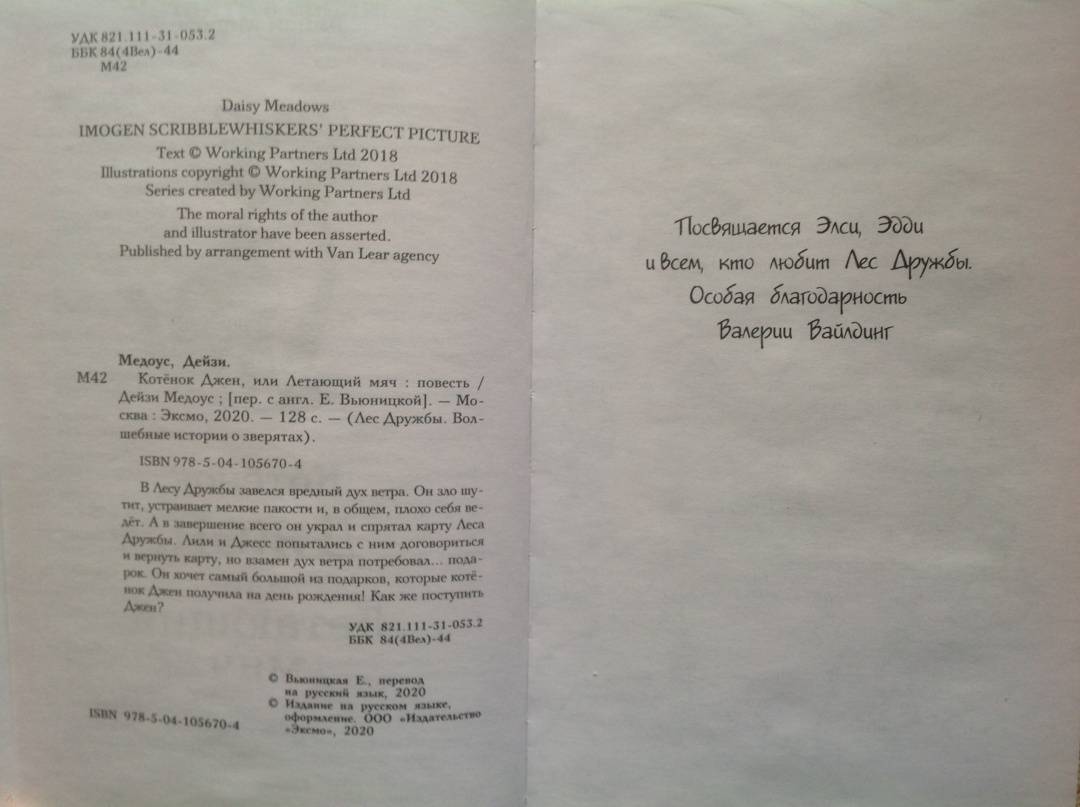 УДК 821.111-31-053.2
ББК 84(4Вел)-44
М42
Daisy Meadows
IMOGEN SCRIBBLEWHISKERS' PERFECT PICTURE
Text © Working Partners Ltd 2018
Illustrations copyright © Working Partners Ltd 2018
Series created by Working Partners Ltd
The moral rights of the author
and illustrator have been asserted.
Published by arrangement with Van Lear agency
Медоус, Дейзи.
М42 Котёнок Джен, или Летающий мяч : повесть /
Дейзи Медоус ; [пер. с англ. Е. Вьюницкой]. — Мо-
сква : Эксмо, 2020. — 128 с. — (Лес Дружбы. Вол-
шебные истории о зверятах).
ISBN 978-5-04-105670-4
В Лесу Дружбы завелся вредный дух ветра. Он зло шу-
тит, устраивает мелкие пакости и, в общем, плохо себя ве-
дёт. А в завершение всего он украл и спрятал карту Леса
Дружбы. Лили и Джесс попытались с ним договориться
и вернуть карту, но взамен дух ветра потребовал... пода-
рок. Он хочет самый большой из подарков, которые котё-
нок Джен получила на день рождения! Как же поступить
Джен?
УДК 821.111-31-053.2
ББК 84(4Вел)-44
© Вьюницкая Е., перевод
на русский язык, 2020
© Издание на русском языке,
оформление. ООО «Издательство
«Эксмо», 2020
ISBN 978-5-04-105670-4
Посвящается Элси, Эдди
и всем, кто любит Лес Дружбы.
Особая благодарность
Валерии Вайлдинг